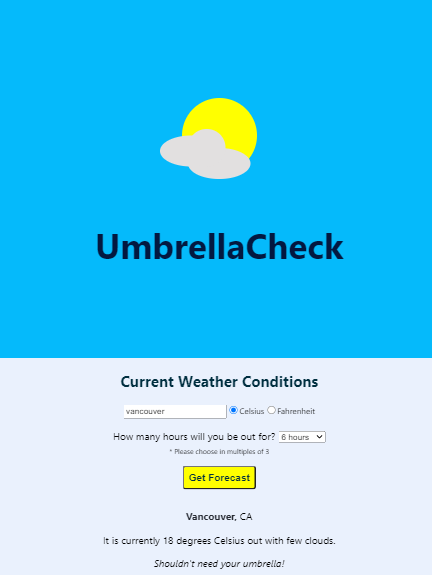 UmbrellaCheck
Current Weather Conditions
vancouver Celsius Fahrenheit
How many hours will you be out for? 6 hours
* Please choose in multiples of 3
Get Forecast
Vancouver, CA
It is currently 18 degrees Celsius out with few clouds.
Shouldn't need your umbrella!